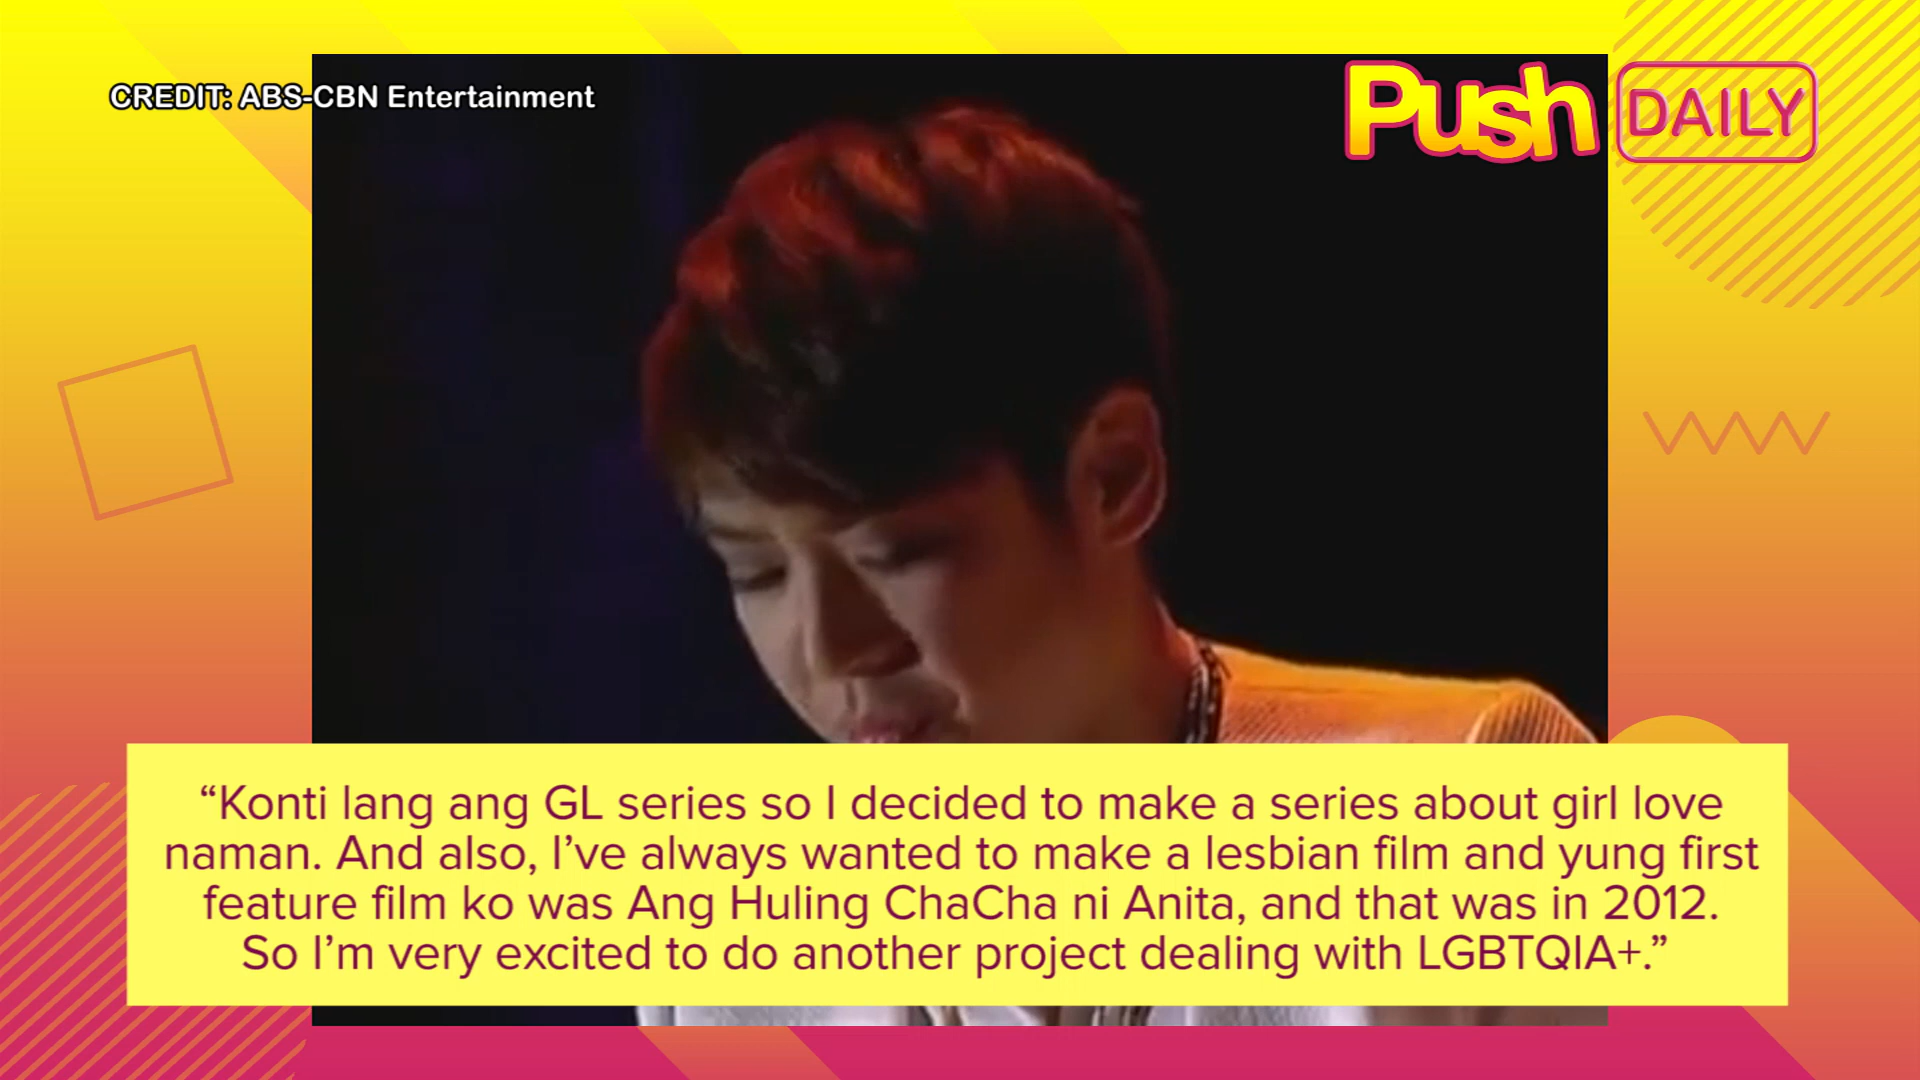 CREDIT: ABS-CBN Entertainment
Push DAILY
“Konti lang ang GL series so I decided to make a series about girl love
naman. And also, I’ve always wanted to make a lesbian film and yung first
feature film ko was Ang Huling ChaCha ni Anita, and that was in 2012.
So I’m very excited to do another project dealing with LGBTQIA+.”